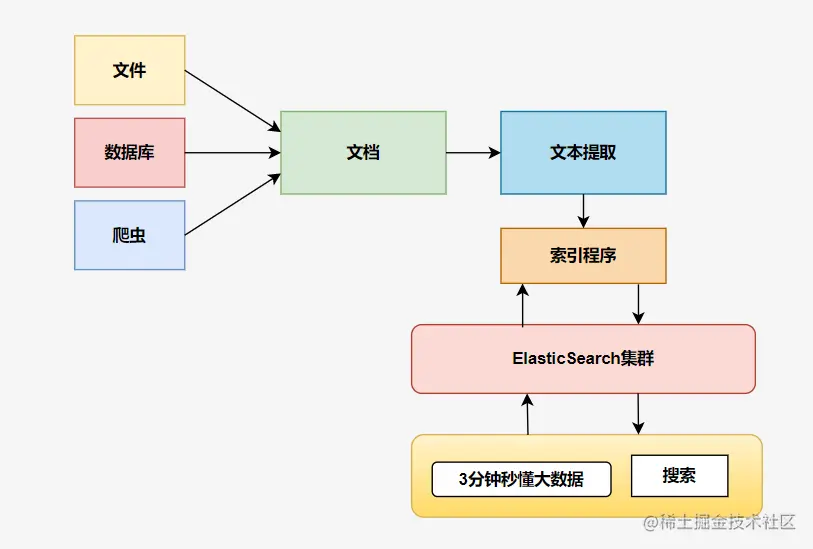 文件
数据库
爬虫
文档
文本提取
索引程序
ElasticSearch集群
3分钟秒懂大数据
搜索
@稀土掘金技术社区